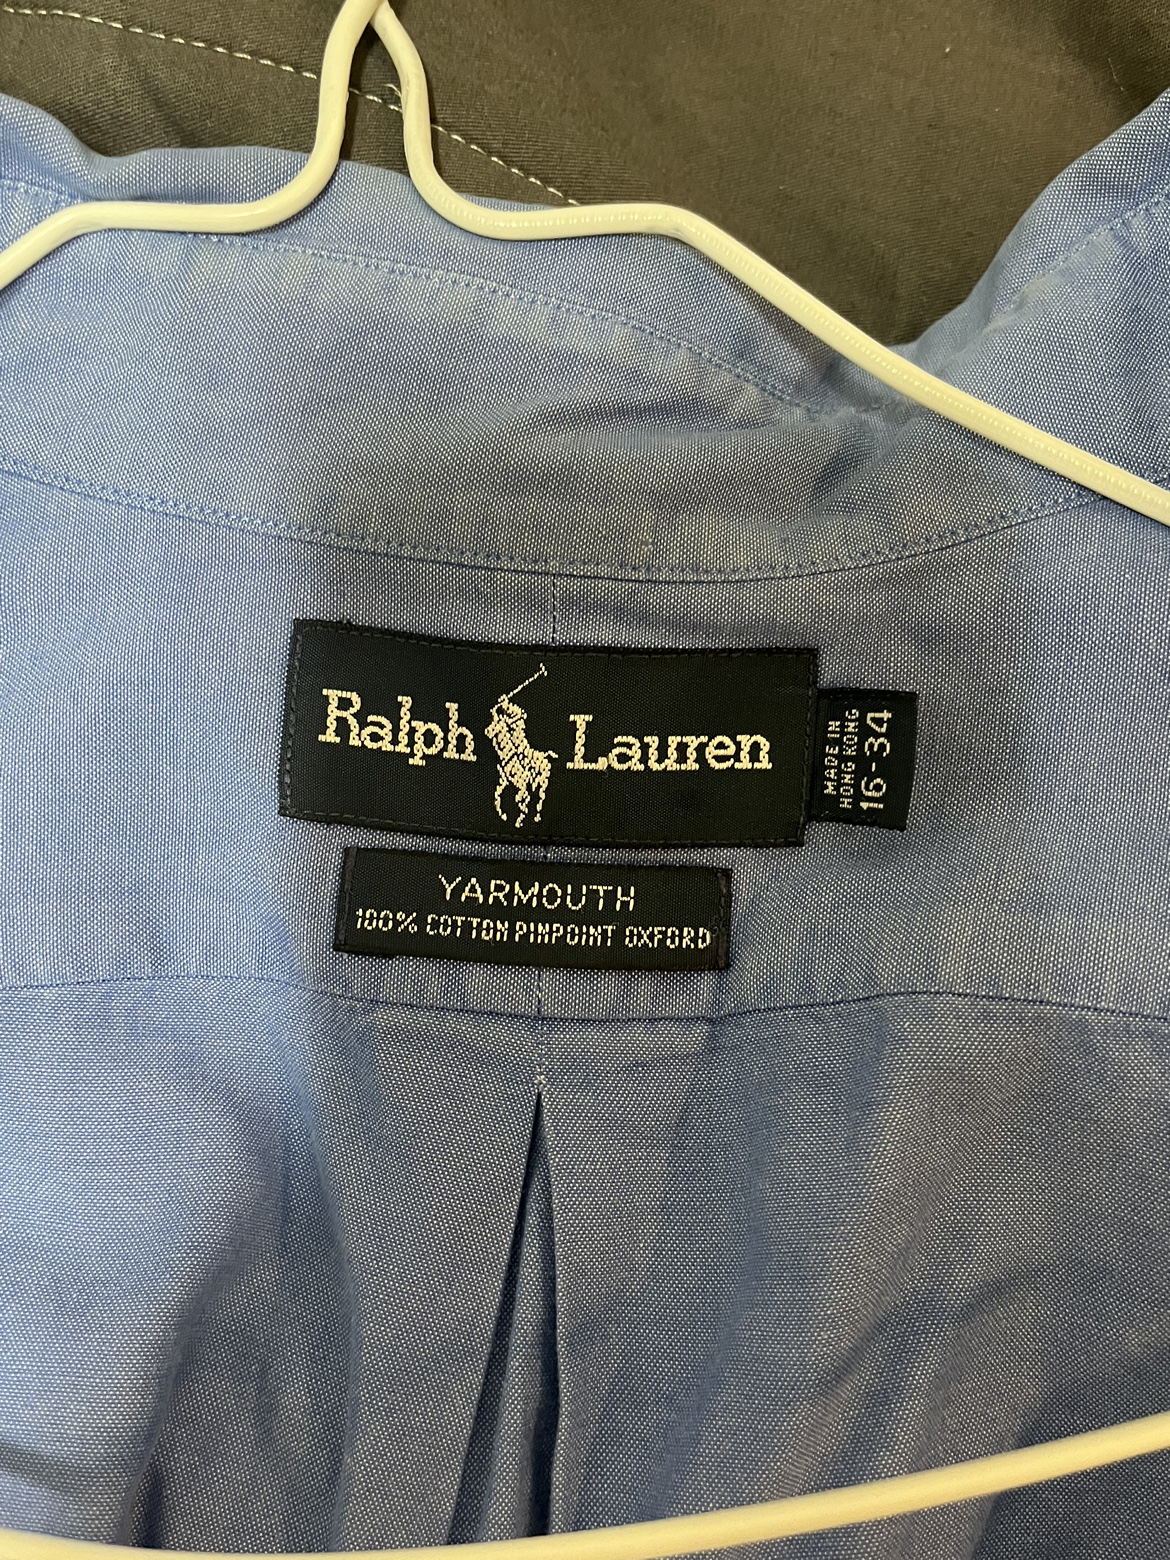 Ralph Lauren
MADE IN
HONG KONG
16-34
YARMOUTH
100% COTTON PINPOINT OXFORD